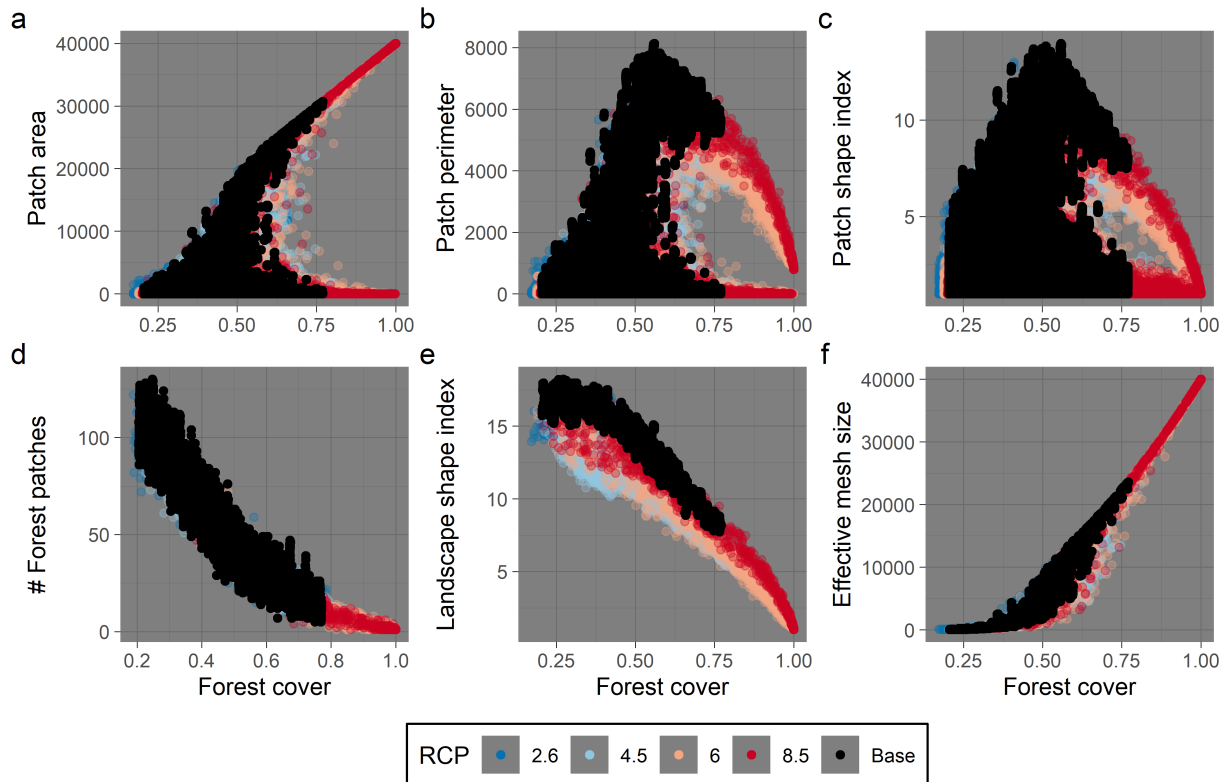 a
b
c
40000
30000
20000
10000
0
Patch area
0.25 0.50 0.75 1.00
8000
6000
4000
2000
0
Patch perimeter
0.25 0.50 0.75 1.00
10
5
Patch shape index
0.25 0.50 0.75 1.00
d
e
f
100
50
0
# Forest patches
0.2 0.4 0.6 0.8 1.0
Forest cover
15
10
5
Landscape shape index
0.25 0.50 0.75 1.00
Forest cover
40000
30000
20000
10000
0
Effective mesh size
0.25 0.50 0.75 1.00
Forest cover
RCP 2.6 4.5 6 8.5 Base